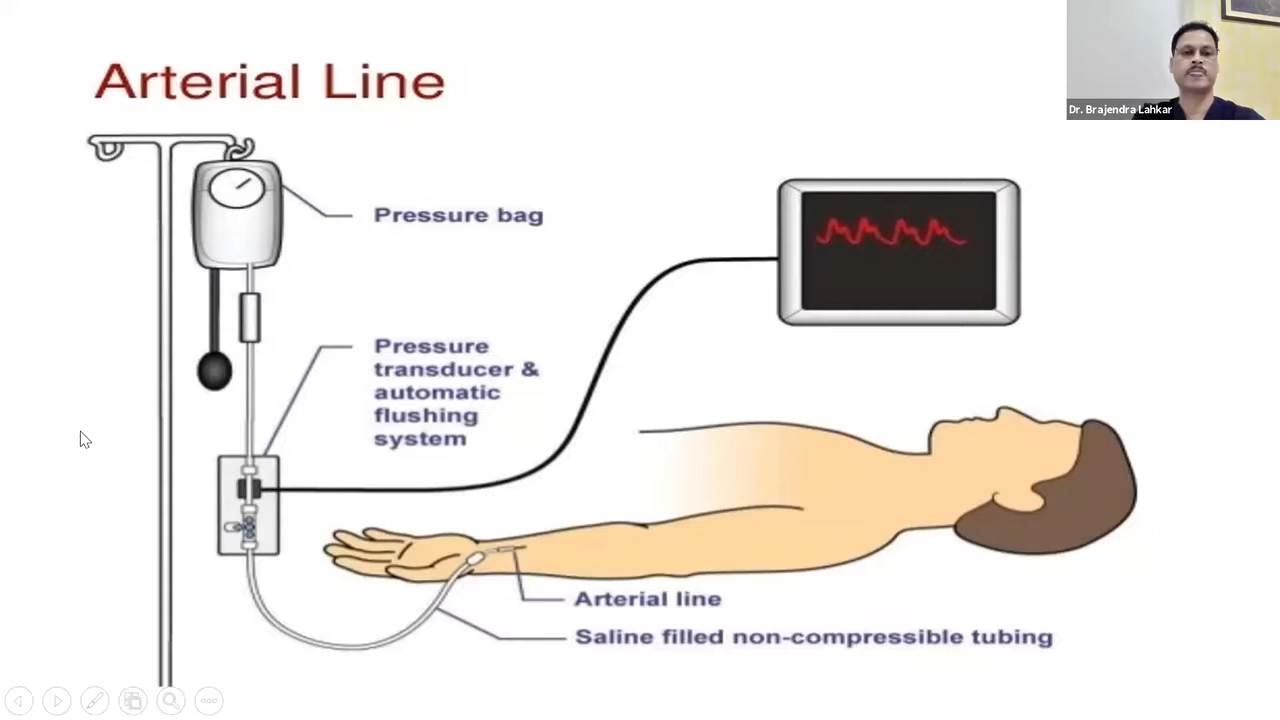 Arterial Line
Dr. Brajendra Lahkar
Pressure bag
Pressure
transducer &
automatic
flushing
system
Arterial line
Saline filled non-compressible tubing